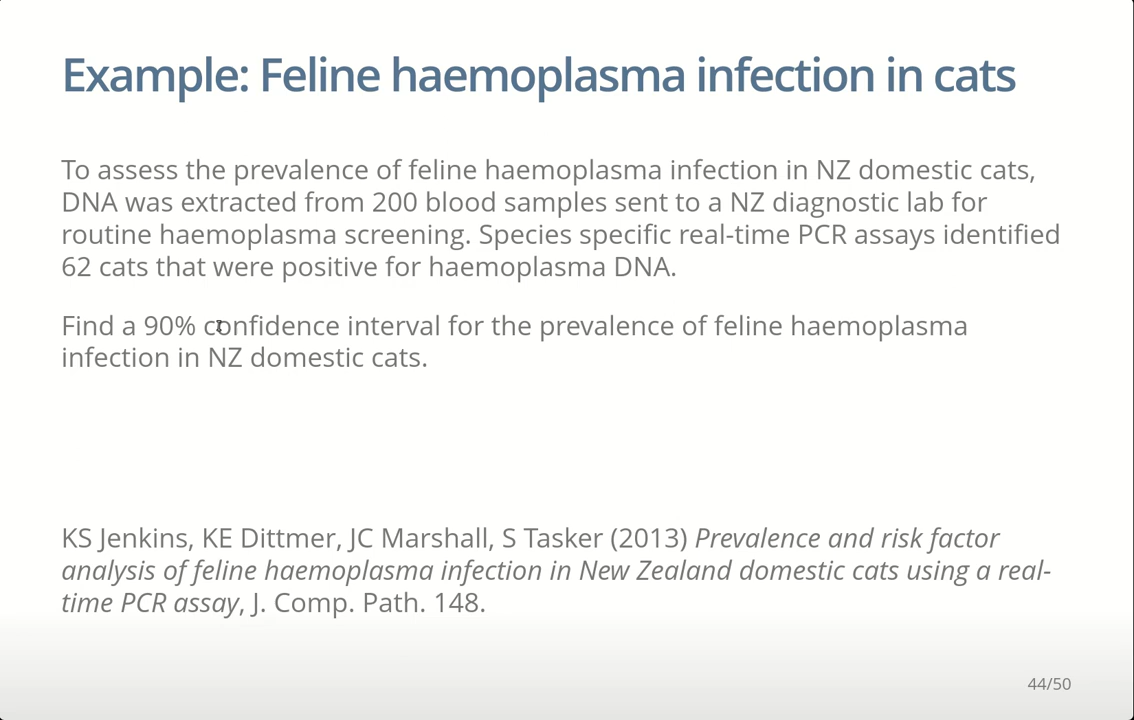 Example: Feline haemoplasma infection in cats
To assess the prevalence of feline haemoplasma infection in NZ domestic cats,
DNA was extracted from 200 blood samples sent to a NZ diagnostic lab for
routine haemoplasma screening. Species specific real-time PCR assays identified
62 cats that were positive for haemoplasma DNA.
Find a 90% confidence interval for the prevalence of feline haemoplasma
infection in NZ domestic cats.
KS Jenkins, KE Dittmer, JC Marshall, S Tasker (2013) Prevalence and risk factor
analysis of feline haemoplasma infection in New Zealand domestic cats using a real-
time PCR assay, J. Comp. Path. 148.
44/50